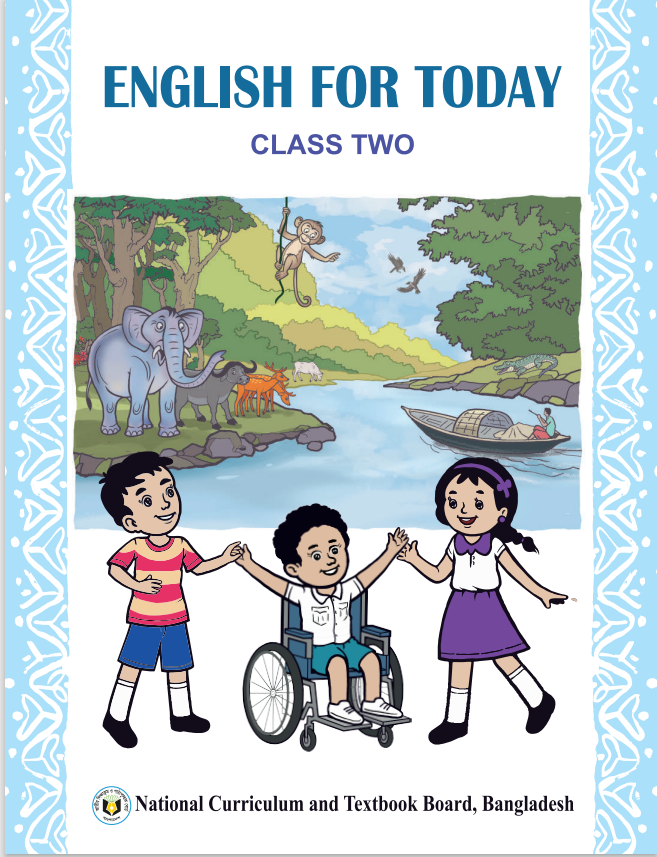 ENGLISH FOR TODAY
CLASS TWO
National Curriculum and Textbook Board, Bangladesh